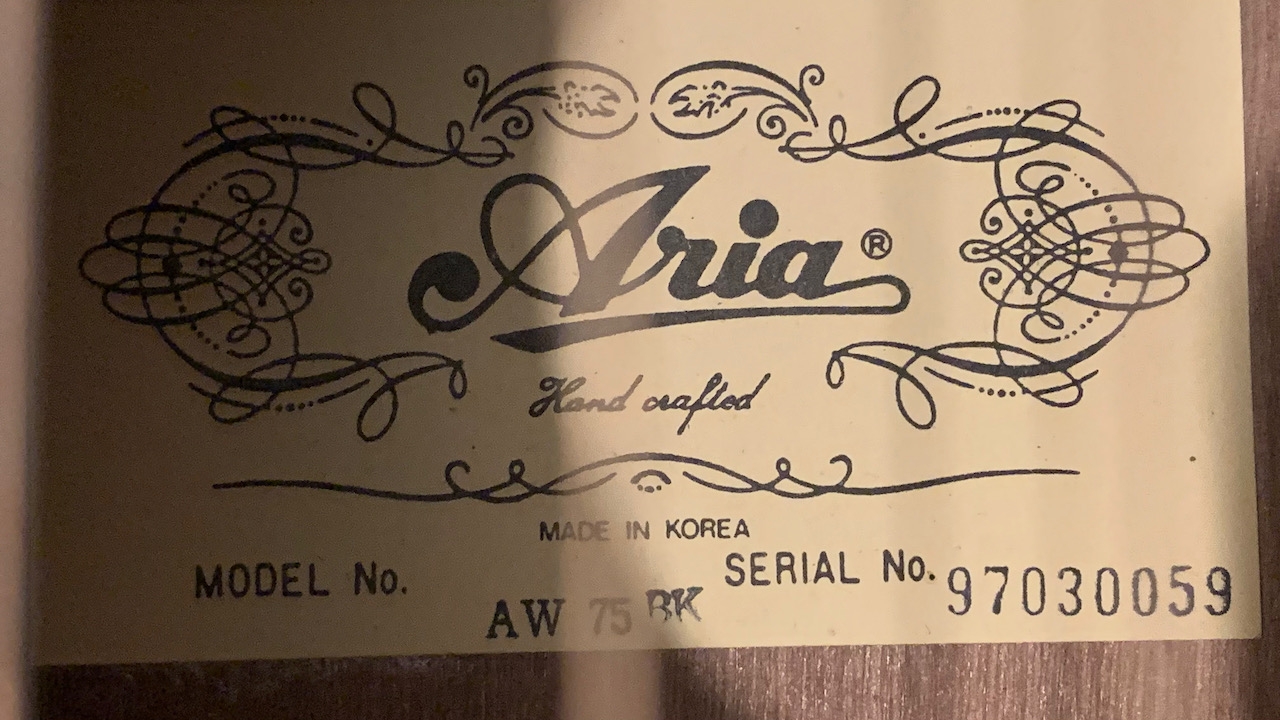 Aria®
Hand crafted
MADE IN KOREA
MODEL No. AW 75 BK
SERIAL No. 97030059